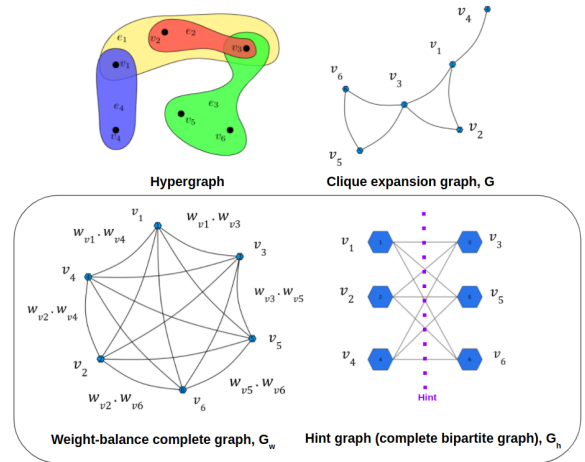 e1
v2
e2
v3
v1
e3
e4
v5
v4
v6
Hypergraph
v4
v1
v6
v3
v2
v5
Clique expansion graph, G
v1
wv1 . wv3
wv1 . wv4
v3
v4
wv3 . wv5
wv2 . wv4
v5
v2
wv5 . wv6
wv2 . wv6
v6
Weight-balance complete graph, Gw
v1
v3
v2
v5
v4
v6
Hint
Hint graph (complete bipartite graph), Gh